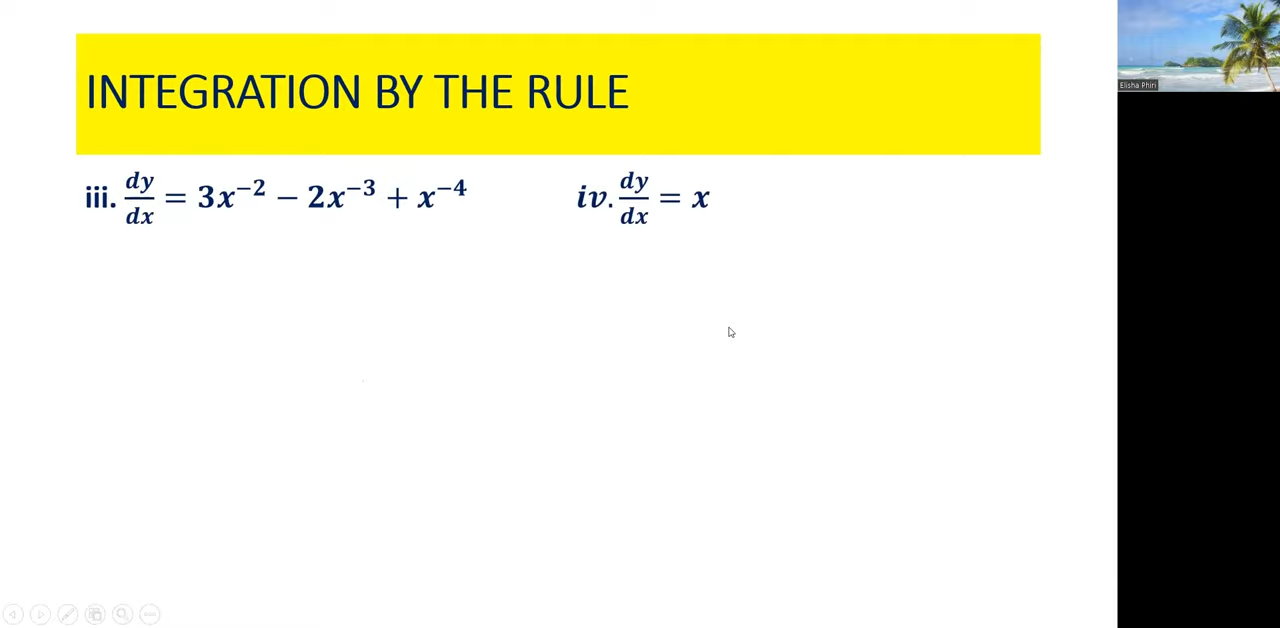 INTEGRATION BY THE RULE
Elisha Phiri
iii. dy/dx = 3x⁻² − 2x⁻³ + x⁻⁴
iv. dy/dx = x